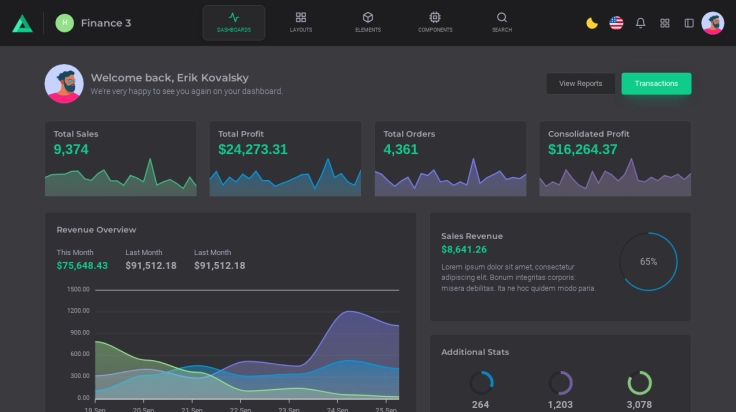 H Finance 3
DASHBOARDS LAYOUTS ELEMENTS COMPONENTS SEARCH
Welcome back, Erik Kovalsky
We're very happy to see you again on your dashboard.
View Reports Transactions
Total Sales
9,374
Total Profit
$24,273.31
Total Orders
4,361
Consolidated Profit
$16,264.37
Revenue Overview
This Month Last Month Last Month
$75,648.43 $91,512.18 $91,512.18
1500.00
1200.00
900.00
600.00
300.00
0.00
19 Sep 20 Sep 21 Sep 22 Sep 23 Sep 24 Sep 25 Sep
Sales Revenue
$8,641.26
Lorem ipsum dolor sit amet, consectetur
adipiscing elit. Bonum integritas corporis:
misera debilitas. Ita ne hoc quidem modo paria.
65%
Additional Stats
264 1,203 3,078